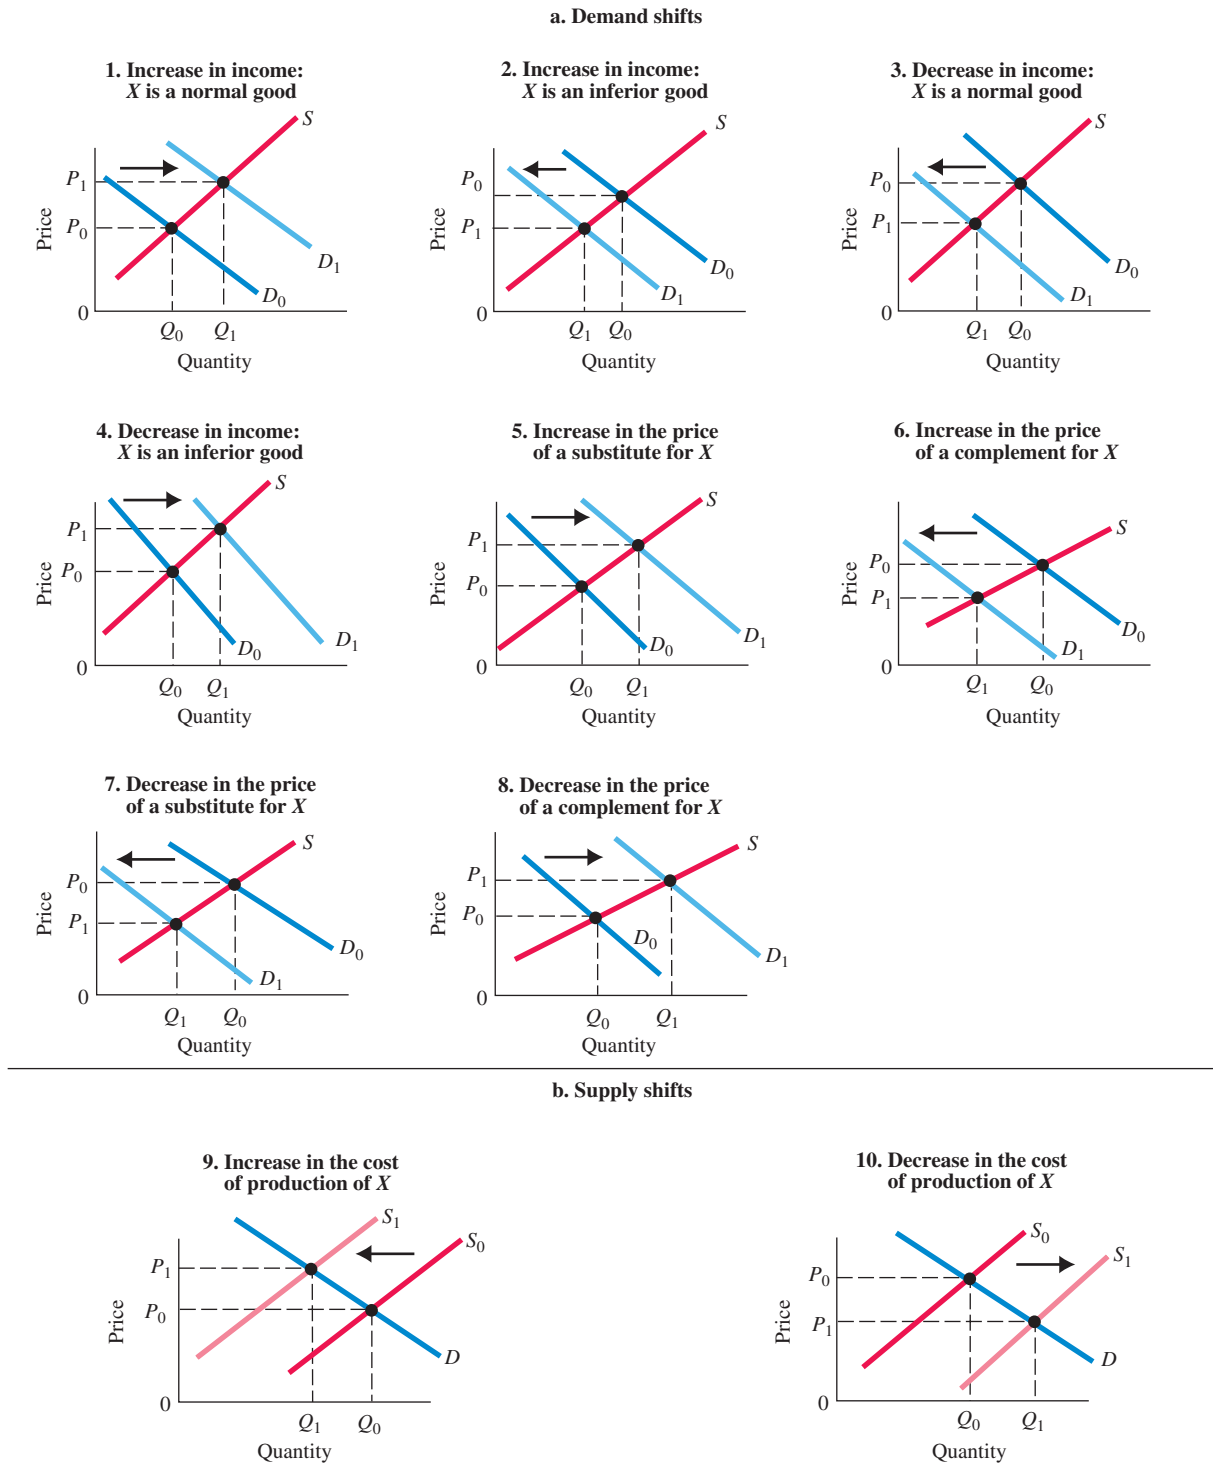 a. Demand shifts
1. Increase in income:
X is a normal good
S
P1
P0
Price
D1
D0
0
Q0 Q1
Quantity
2. Increase in income:
X is an inferior good
S
P0
P1
Price
D0
D1
0
Q1 Q0
Quantity
3. Decrease in income:
X is a normal good
S
P0
P1
Price
D0
D1
0
Q1 Q0
Quantity
4. Decrease in income:
X is an inferior good
S
P1
P0
Price
D0
D1
0
Q0 Q1
Quantity
5. Increase in the price
of a substitute for X
S
P1
P0
Price
D0
D1
0
Q0 Q1
Quantity
6. Increase in the price
of a complement for X
S
P0
P1
Price
D0
D1
0
Q1 Q0
Quantity
7. Decrease in the price
of a substitute for X
S
P0
P1
Price
D0
D1
0
Q1 Q0
Quantity
8. Decrease in the price
of a complement for X
S
P1
P0
Price
D0
D1
0
Q0 Q1
Quantity
b. Supply shifts
9. Increase in the cost
of production of X
S1
S0
P1
P0
Price
D
0
Q1 Q0
Quantity
10. Decrease in the cost
of production of X
S0
S1
P0
P1
Price
D
0
Q0 Q1
Quantity